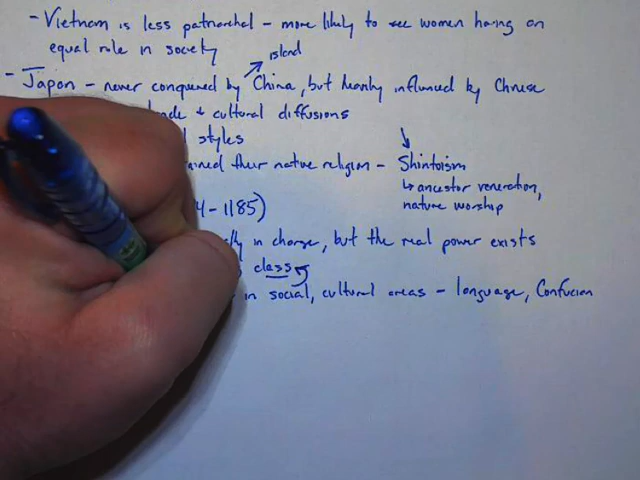 - Vietnam is less patriarchal - more likely to see women having an
equal role in society
island
- Japan - never conquered by China, but heavily influenced by Chinese
trade + cultural diffusions
styles
their native religion - Shintoism
↳ ancestor veneration,
nature worship
4 - 1185)
in charge, but the real power exists
class
in social, cultural areas - language, Confucian